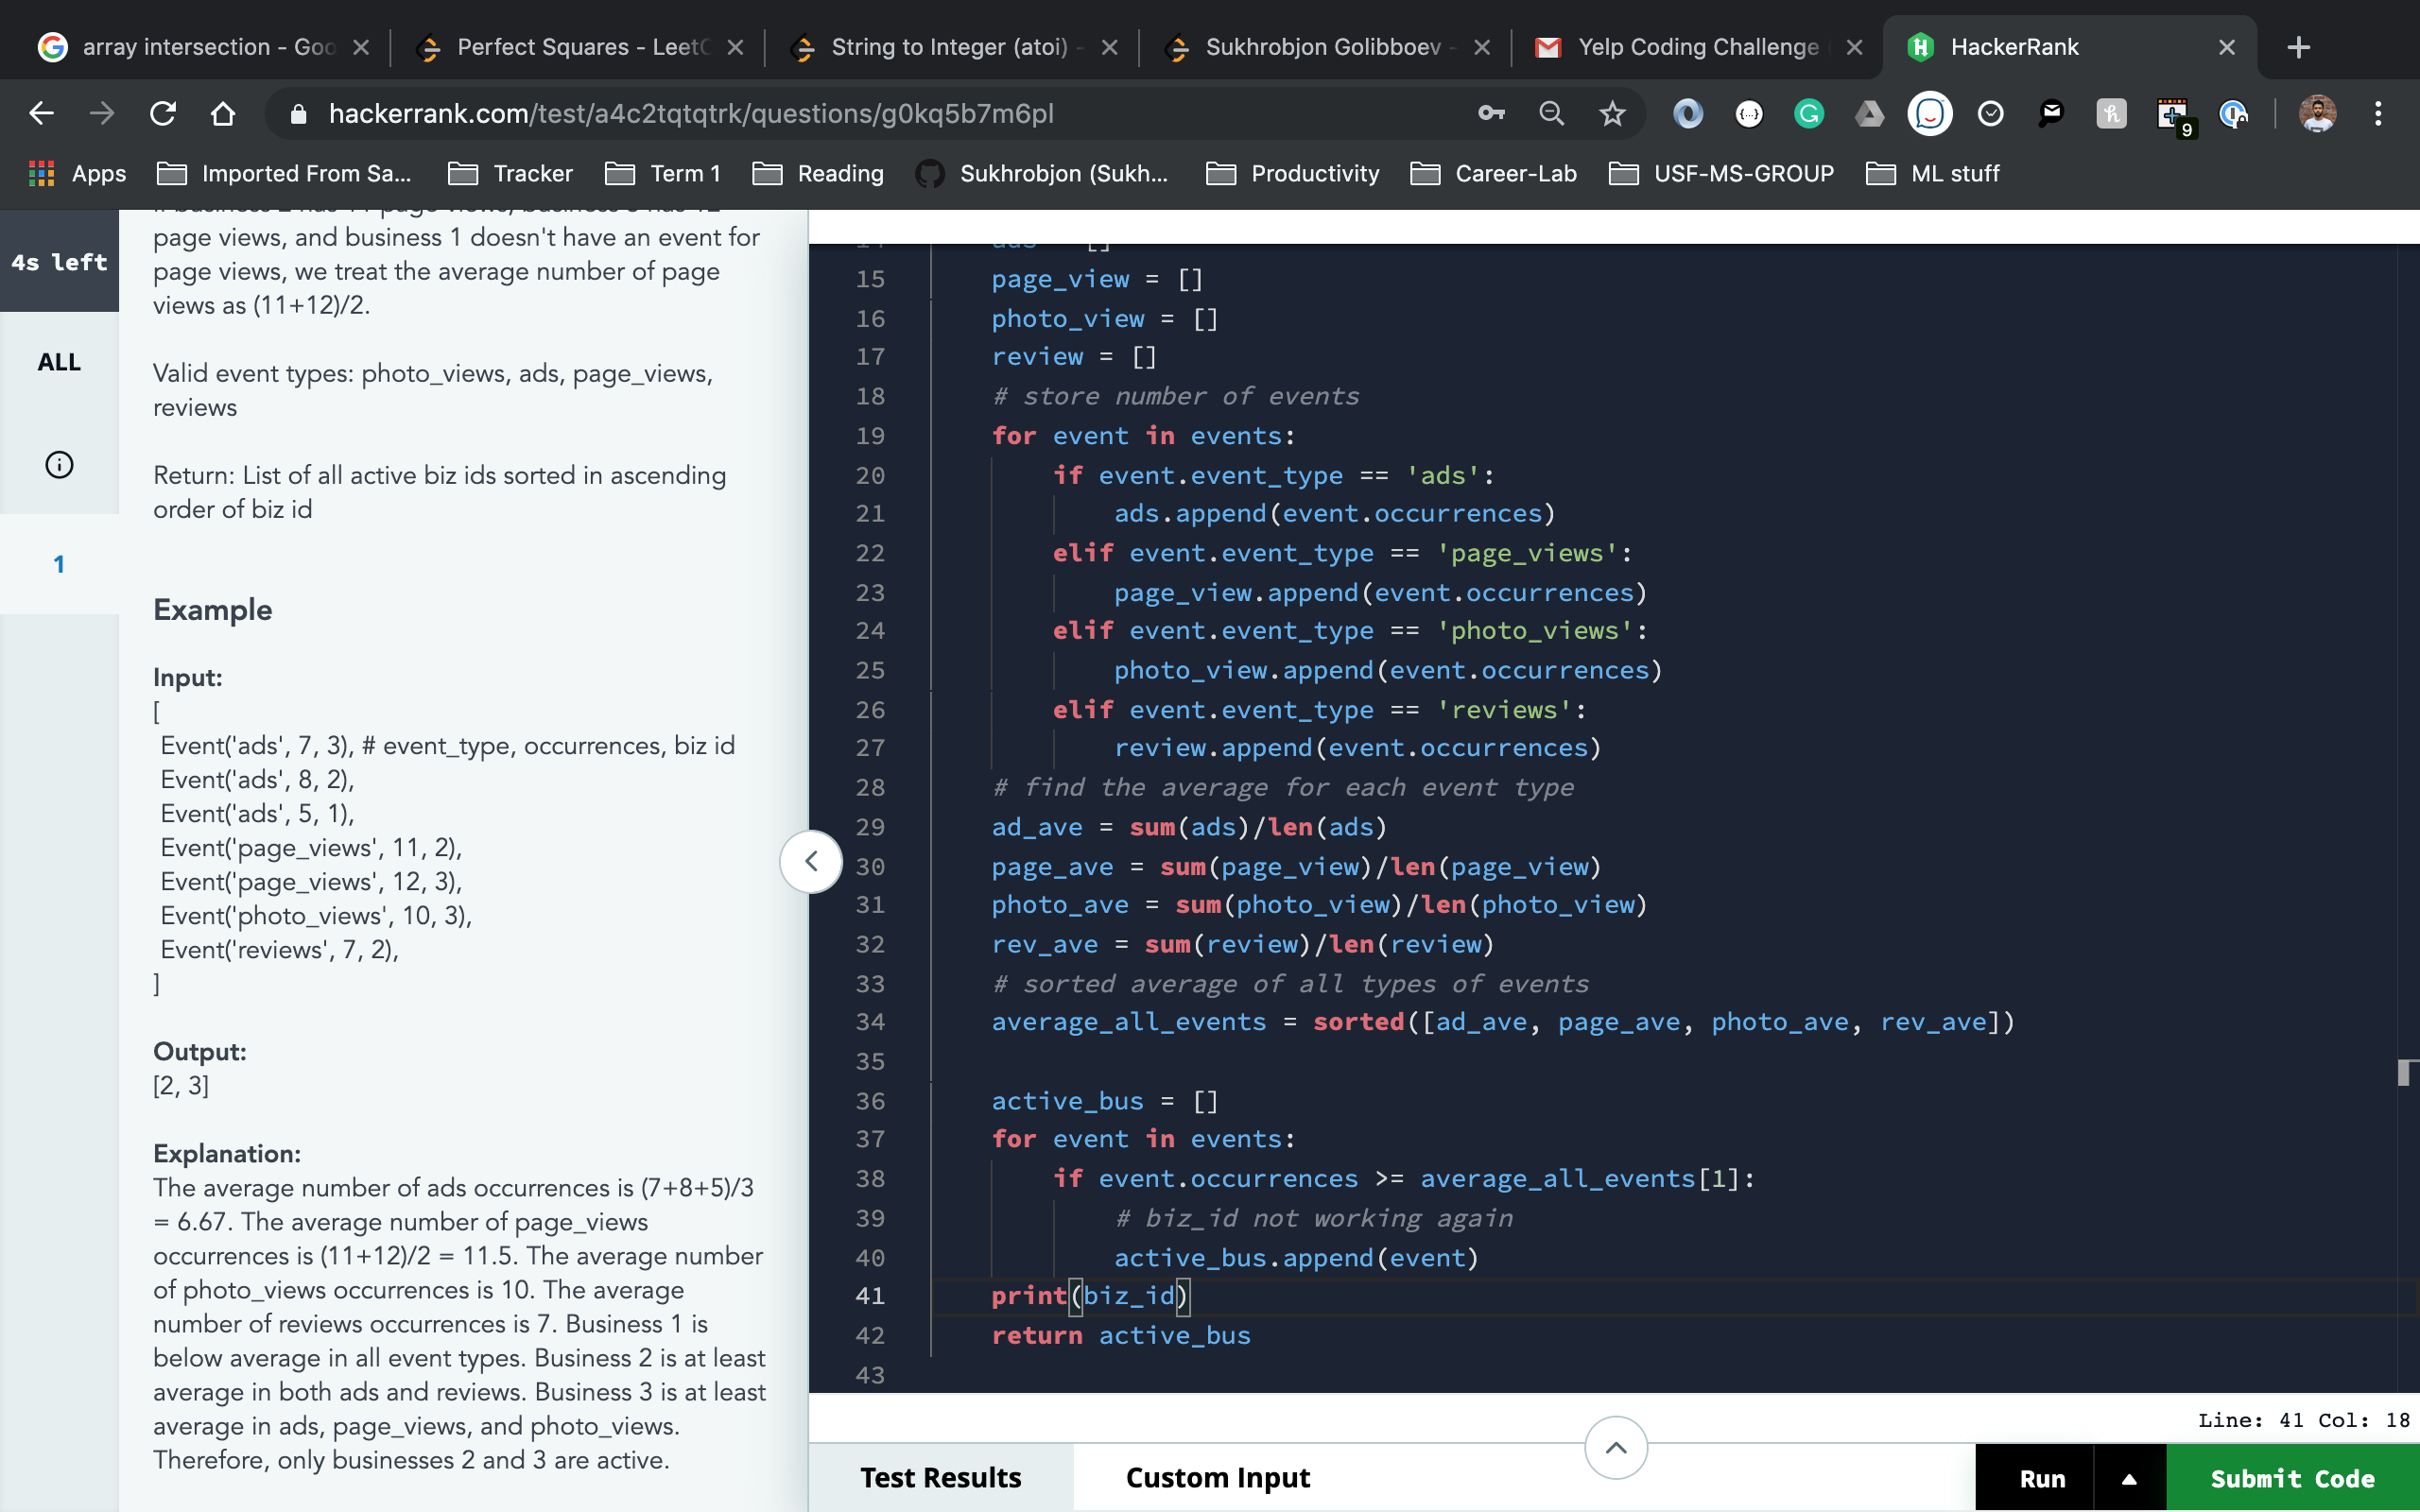 array intersection - Goo
Perfect Squares - LeetC
String to Integer (atoi) -
Sukhrobjon Golibboev -
Yelp Coding Challenge
HackerRank
hackerrank.com/test/a4c2tqtqtrk/questions/g0kq5b7m6pl
9
Apps
Imported From Sa...
Tracker
Term 1
Reading
Sukhrobjon (Sukh...
Productivity
Career-Lab
USF-MS-GROUP
ML stuff
4s left
ALL
1
page views, and business 1 doesn't have an event for
page views, we treat the average number of page
views as (11+12)/2.
Valid event types: photo_views, ads, page_views,
reviews
Return: List of all active biz ids sorted in ascending
order of biz id
Example
Input:
[
Event('ads', 7, 3), # event_type, occurrences, biz id
Event('ads', 8, 2),
Event('ads', 5, 1),
Event('page_views', 11, 2),
Event('page_views', 12, 3),
Event('photo_views', 10, 3),
Event('reviews', 7, 2),
]
Output:
[2, 3]
Explanation:
The average number of ads occurrences is (7+8+5)/3
= 6.67. The average number of page_views
occurrences is (11+12)/2 = 11.5. The average number
of photo_views occurrences is 10. The average
number of reviews occurrences is 7. Business 1 is
below average in all event types. Business 2 is at least
average in both ads and reviews. Business 3 is at least
average in ads, page_views, and photo_views.
Therefore, only businesses 2 and 3 are active.
15 page_view = []
16 photo_view = []
17 review = []
18 # store number of events
19 for event in events:
20 if event.event_type == 'ads':
21 ads.append(event.occurrences)
22 elif event.event_type == 'page_views':
23 page_view.append(event.occurrences)
24 elif event.event_type == 'photo_views':
25 photo_view.append(event.occurrences)
26 elif event.event_type == 'reviews':
27 review.append(event.occurrences)
28 # find the average for each event type
29 ad_ave = sum(ads)/len(ads)
30 page_ave = sum(page_view)/len(page_view)
31 photo_ave = sum(photo_view)/len(photo_view)
32 rev_ave = sum(review)/len(review)
33 # sorted average of all types of events
34 average_all_events = sorted([ad_ave, page_ave, photo_ave, rev_ave])
35
36 active_bus = []
37 for event in events:
38 if event.occurrences >= average_all_events[1]:
39 # biz_id not working again
40 active_bus.append(event)
41 print(biz_id)
42 return active_bus
43
Line: 41 Col: 18
Test Results
Custom Input
Run
Submit Code